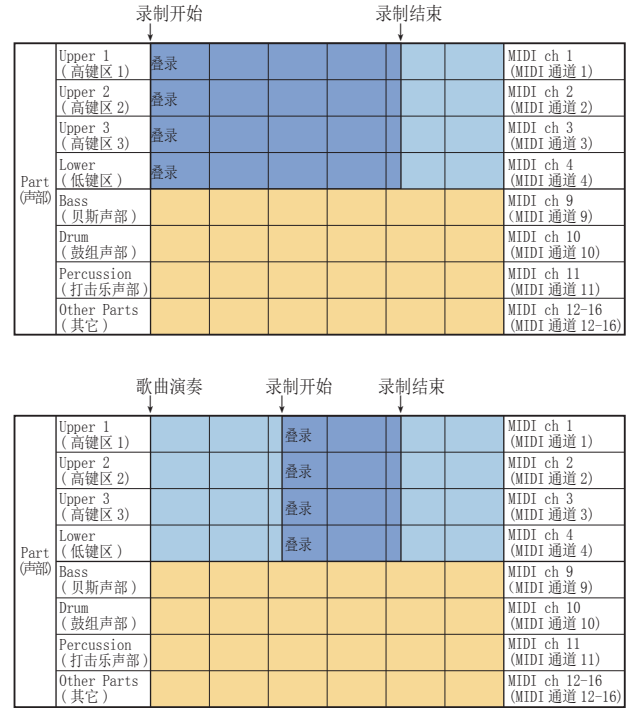 录制开始 录制结束
Upper 1 MIDI ch 1
(高键区 1) 叠录 (MIDI 通道 1)
Upper 2 MIDI ch 2
(高键区 2) 叠录 (MIDI 通道 2)
Upper 3 MIDI ch 3
(高键区 3) 叠录 (MIDI 通道 3)
Lower MIDI ch 4
Part (低键区) 叠录 (MIDI 通道 4)
(声部) Bass MIDI ch 9
(贝斯声部) (MIDI 通道 9)
Drum MIDI ch 10
(鼓组声部) (MIDI 通道 10)
Percussion MIDI ch 11
(打击乐声部) (MIDI 通道 11)
Other Parts MIDI ch 12-16
(其它) (MIDI 通道 12-16)
歌曲演奏 录制开始 录制结束
Upper 1 MIDI ch 1
(高键区 1) 叠录 (MIDI 通道 1)
Upper 2 MIDI ch 2
(高键区 2) 叠录 (MIDI 通道 2)
Upper 3 MIDI ch 3
(高键区 3) 叠录 (MIDI 通道 3)
Lower MIDI ch 4
Part (低键区) 叠录 (MIDI 通道 4)
(声部) Bass MIDI ch 9
(贝斯声部) (MIDI 通道 9)
Drum MIDI ch 10
(鼓组声部) (MIDI 通道 10)
Percussion MIDI ch 11
(打击乐声部) (MIDI 通道 11)
Other Parts MIDI ch 12-16
(其它) (MIDI 通道 12-16)